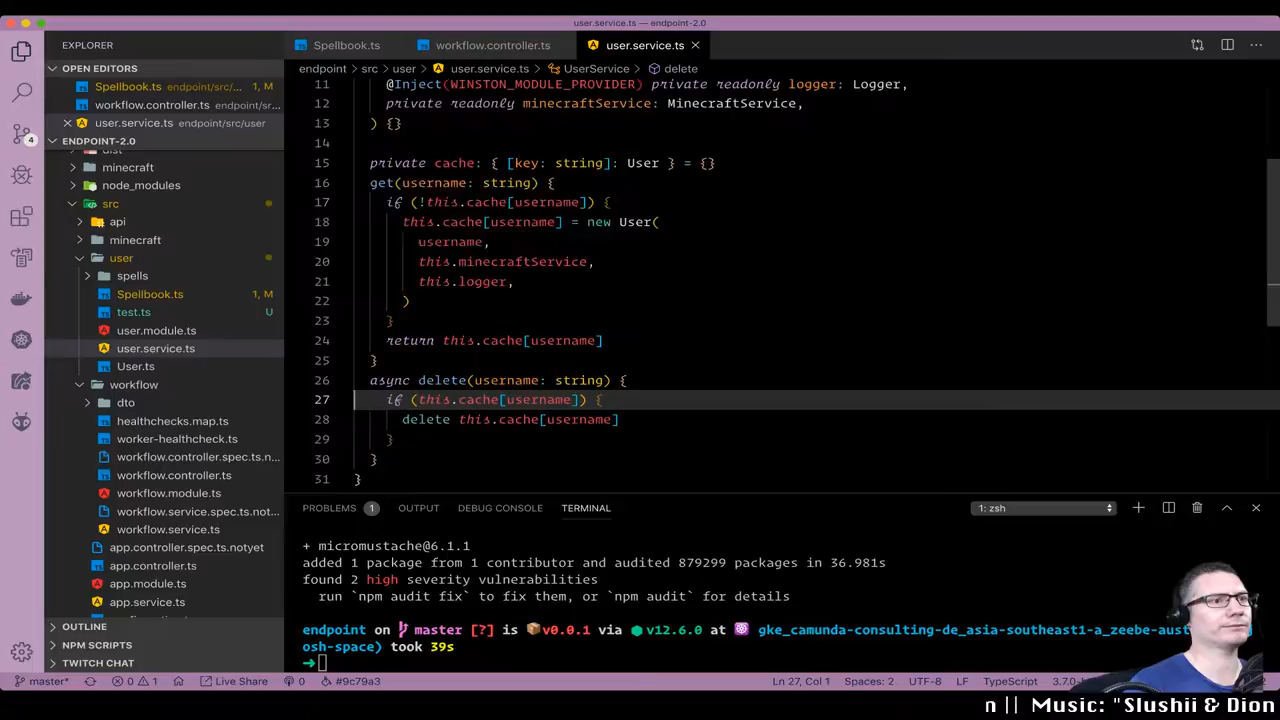 user.service.ts — endpoint-2.0
EXPLORER
OPEN EDITORS
Spellbook.ts endpoint/src/... 1, M
workflow.controller.ts endpoint/sr...
user.service.ts endpoint/src/user
4
ENDPOINT-2.0
dist
minecraft
node_modules
src
api
minecraft
user
spells
Spellbook.ts 1, M
test.ts U
user.module.ts
user.service.ts
User.ts
workflow
dto
healthchecks.map.ts
worker-healthcheck.ts
workflow.controller.spec.ts.n...
workflow.controller.ts
workflow.module.ts
workflow.service.spec.ts.not...
workflow.service.ts
app.controller.spec.ts.notyet
app.controller.ts
app.module.ts
app.service.ts
OUTLINE
NPM SCRIPTS
TWITCH CHAT
Spellbook.ts workflow.controller.ts user.service.ts
endpoint > src > user > user.service.ts > UserService > delete
11 @Inject(WINSTON_MODULE_PROVIDER) private readonly logger: Logger,
12 private readonly minecraftService: MinecraftService,
13 ) {}
14
15 private cache: { [key: string]: User } = {}
16 get(username: string) {
17 if (!this.cache[username]) {
18 this.cache[username] = new User(
19 username,
20 this.minecraftService,
21 this.logger,
22 )
23 }
24 return this.cache[username]
25 }
26 async delete(username: string) {
27 if (this.cache[username]) {
28 delete this.cache[username]
29 }
30 }
31 }
PROBLEMS 1 OUTPUT DEBUG CONSOLE TERMINAL 1: zsh
+ micromustache@6.1.1
added 1 package from 1 contributor and audited 879299 packages in 36.981s
found 2 high severity vulnerabilities
run `npm audit fix` to fix them, or `npm audit` for details
endpoint on master [?] is v0.0.1 via v12.6.0 at gke_camunda-consulting-de_asia-southeast1-a_zeebe-aust
osh-space) took 39s
master* 0 1 Live Share 0 #9c79a3 Ln 27, Col 1 Spaces: 2 UTF-8 LF TypeScript 3.7.0-
n || Music: "Slushii & Dion